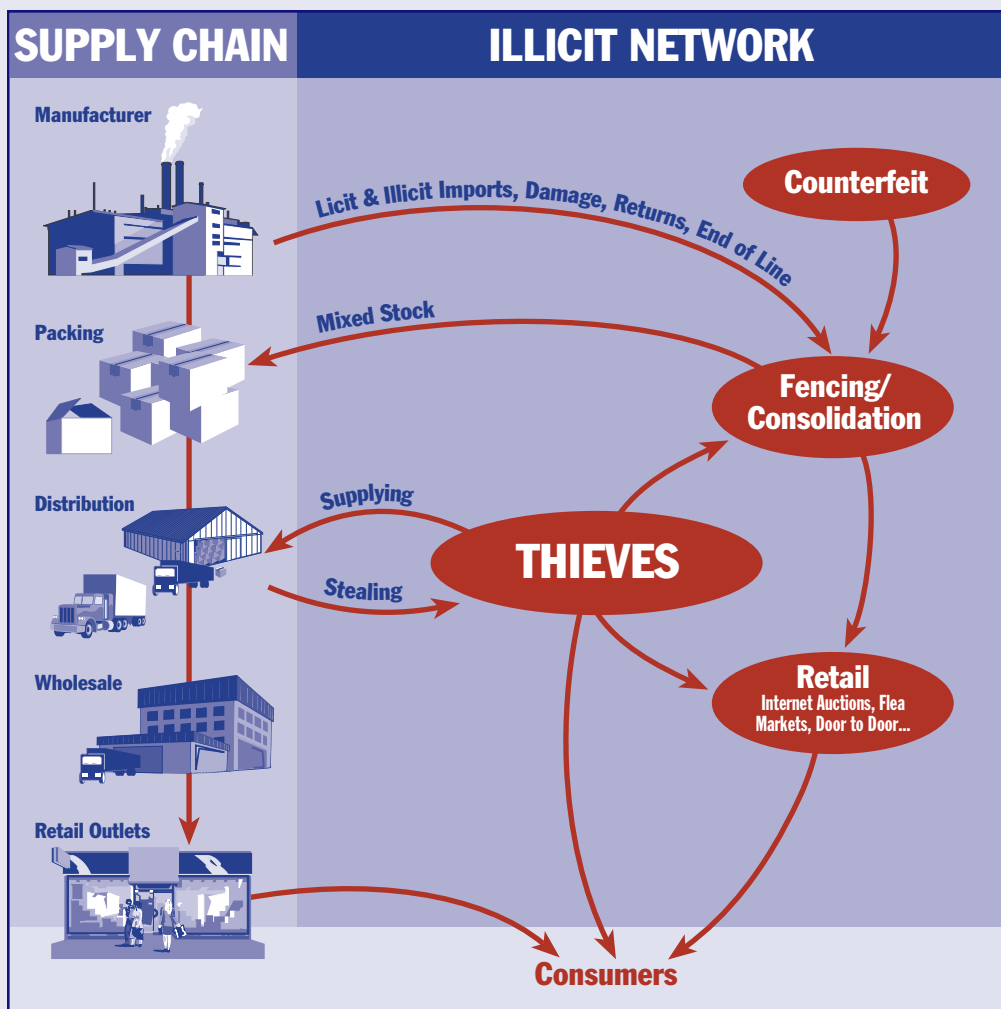 SUPPLY CHAIN
ILLICIT NETWORK
Manufacturer
Licit & Illicit Imports, Damage, Returns, End of Line
Counterfeit
Packing
Mixed Stock
Fencing/
Consolidation
Distribution
Supplying
THIEVES
Stealing
Wholesale
Retail
Internet Auctions, Flea
Markets, Door to Door...
Retail Outlets
Consumers